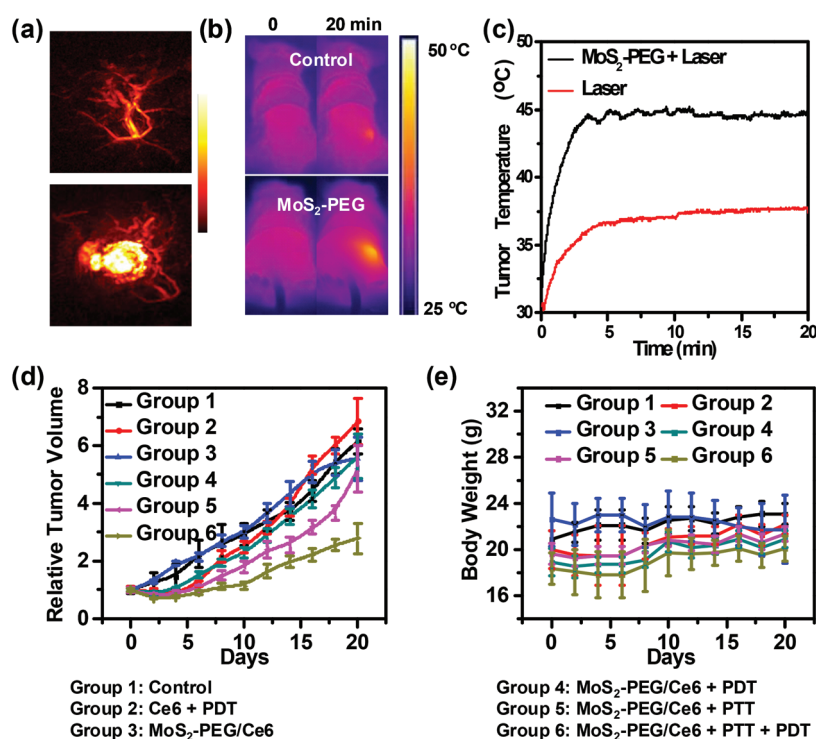 (a)
(b)
0 20 min
Control
MoS2-PEG
50 °C
25 °C
(c)
Tumor Temperature (°C)
45
40
35
30
MoS2-PEG + Laser
Laser
0 5 10 15 20
Time (min)
(d)
Relative Tumor Volume
8
6
4
2
0
Group 1
Group 2
Group 3
Group 4
Group 5
Group 6
0 5 10 15 20
Days
(e)
Body Weight (g)
32
28
24
20
16
Group 1 Group 2
Group 3 Group 4
Group 5 Group 6
0 5 10 15 20
Days
Group 1: Control
Group 2: Ce6 + PDT
Group 3: MoS2-PEG/Ce6
Group 4: MoS2-PEG/Ce6 + PDT
Group 5: MoS2-PEG/Ce6 + PTT
Group 6: MoS2-PEG/Ce6 + PTT + PDT